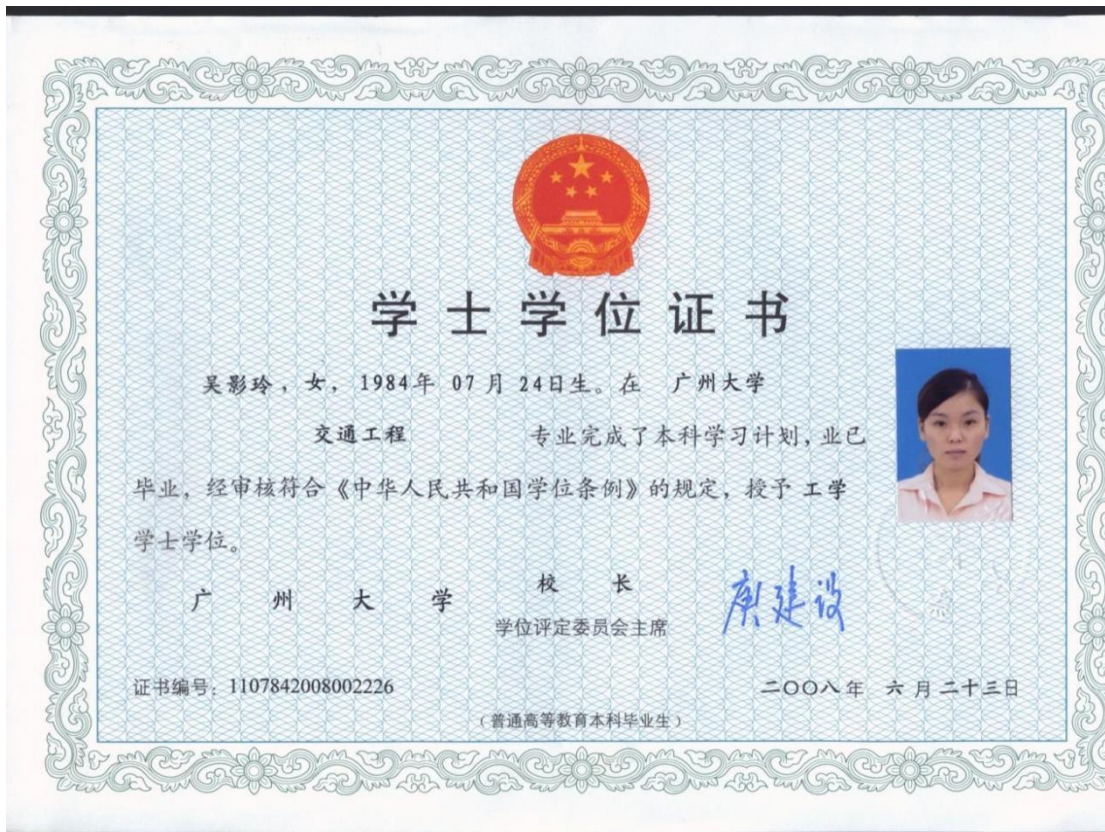 学士学位证书
吴影玲，女，1984年 07 月 24日生。在 广州大学
交通工程 专业完成了本科学习计划，业已
毕业，经审核符合《中华人民共和国学位条例》的规定，授予 工学
学士学位。
广州大学 校长 庾建设
学位评定委员会主席
证书编号：1107842008002226 二〇〇八年 六月二十三日
（普通高等教育本科毕业生）